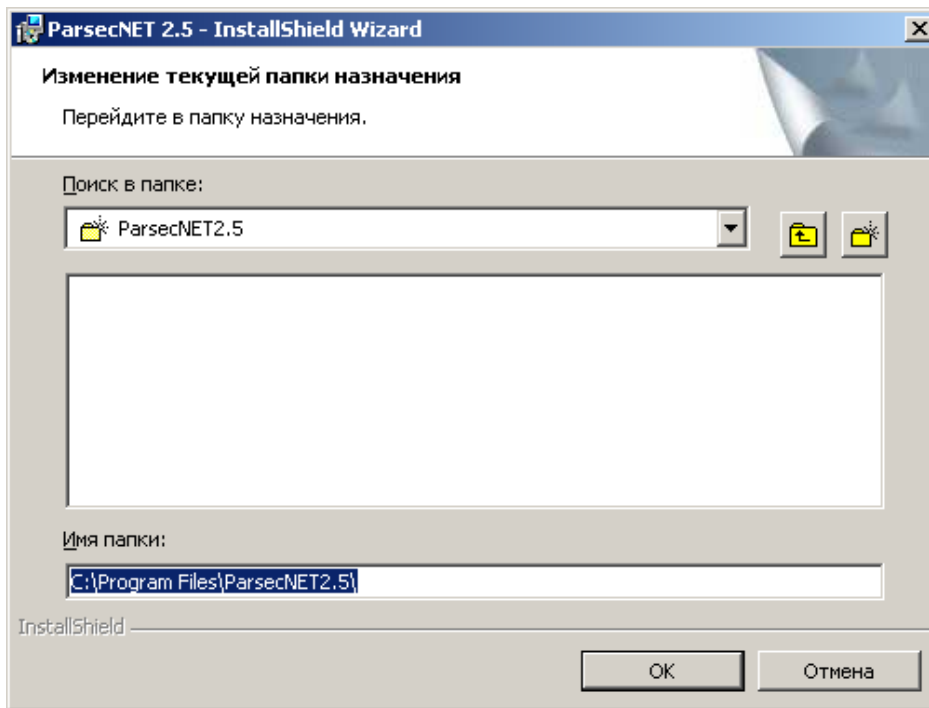 ParsecNET 2.5 - InstallShield Wizard
Изменение текущей папки назначения
Перейдите в папку назначения.
Поиск в папке:
ParsecNET2.5
Имя папки:
C:\Program Files\ParsecNET2.5\
InstallShield
OK
Отмена